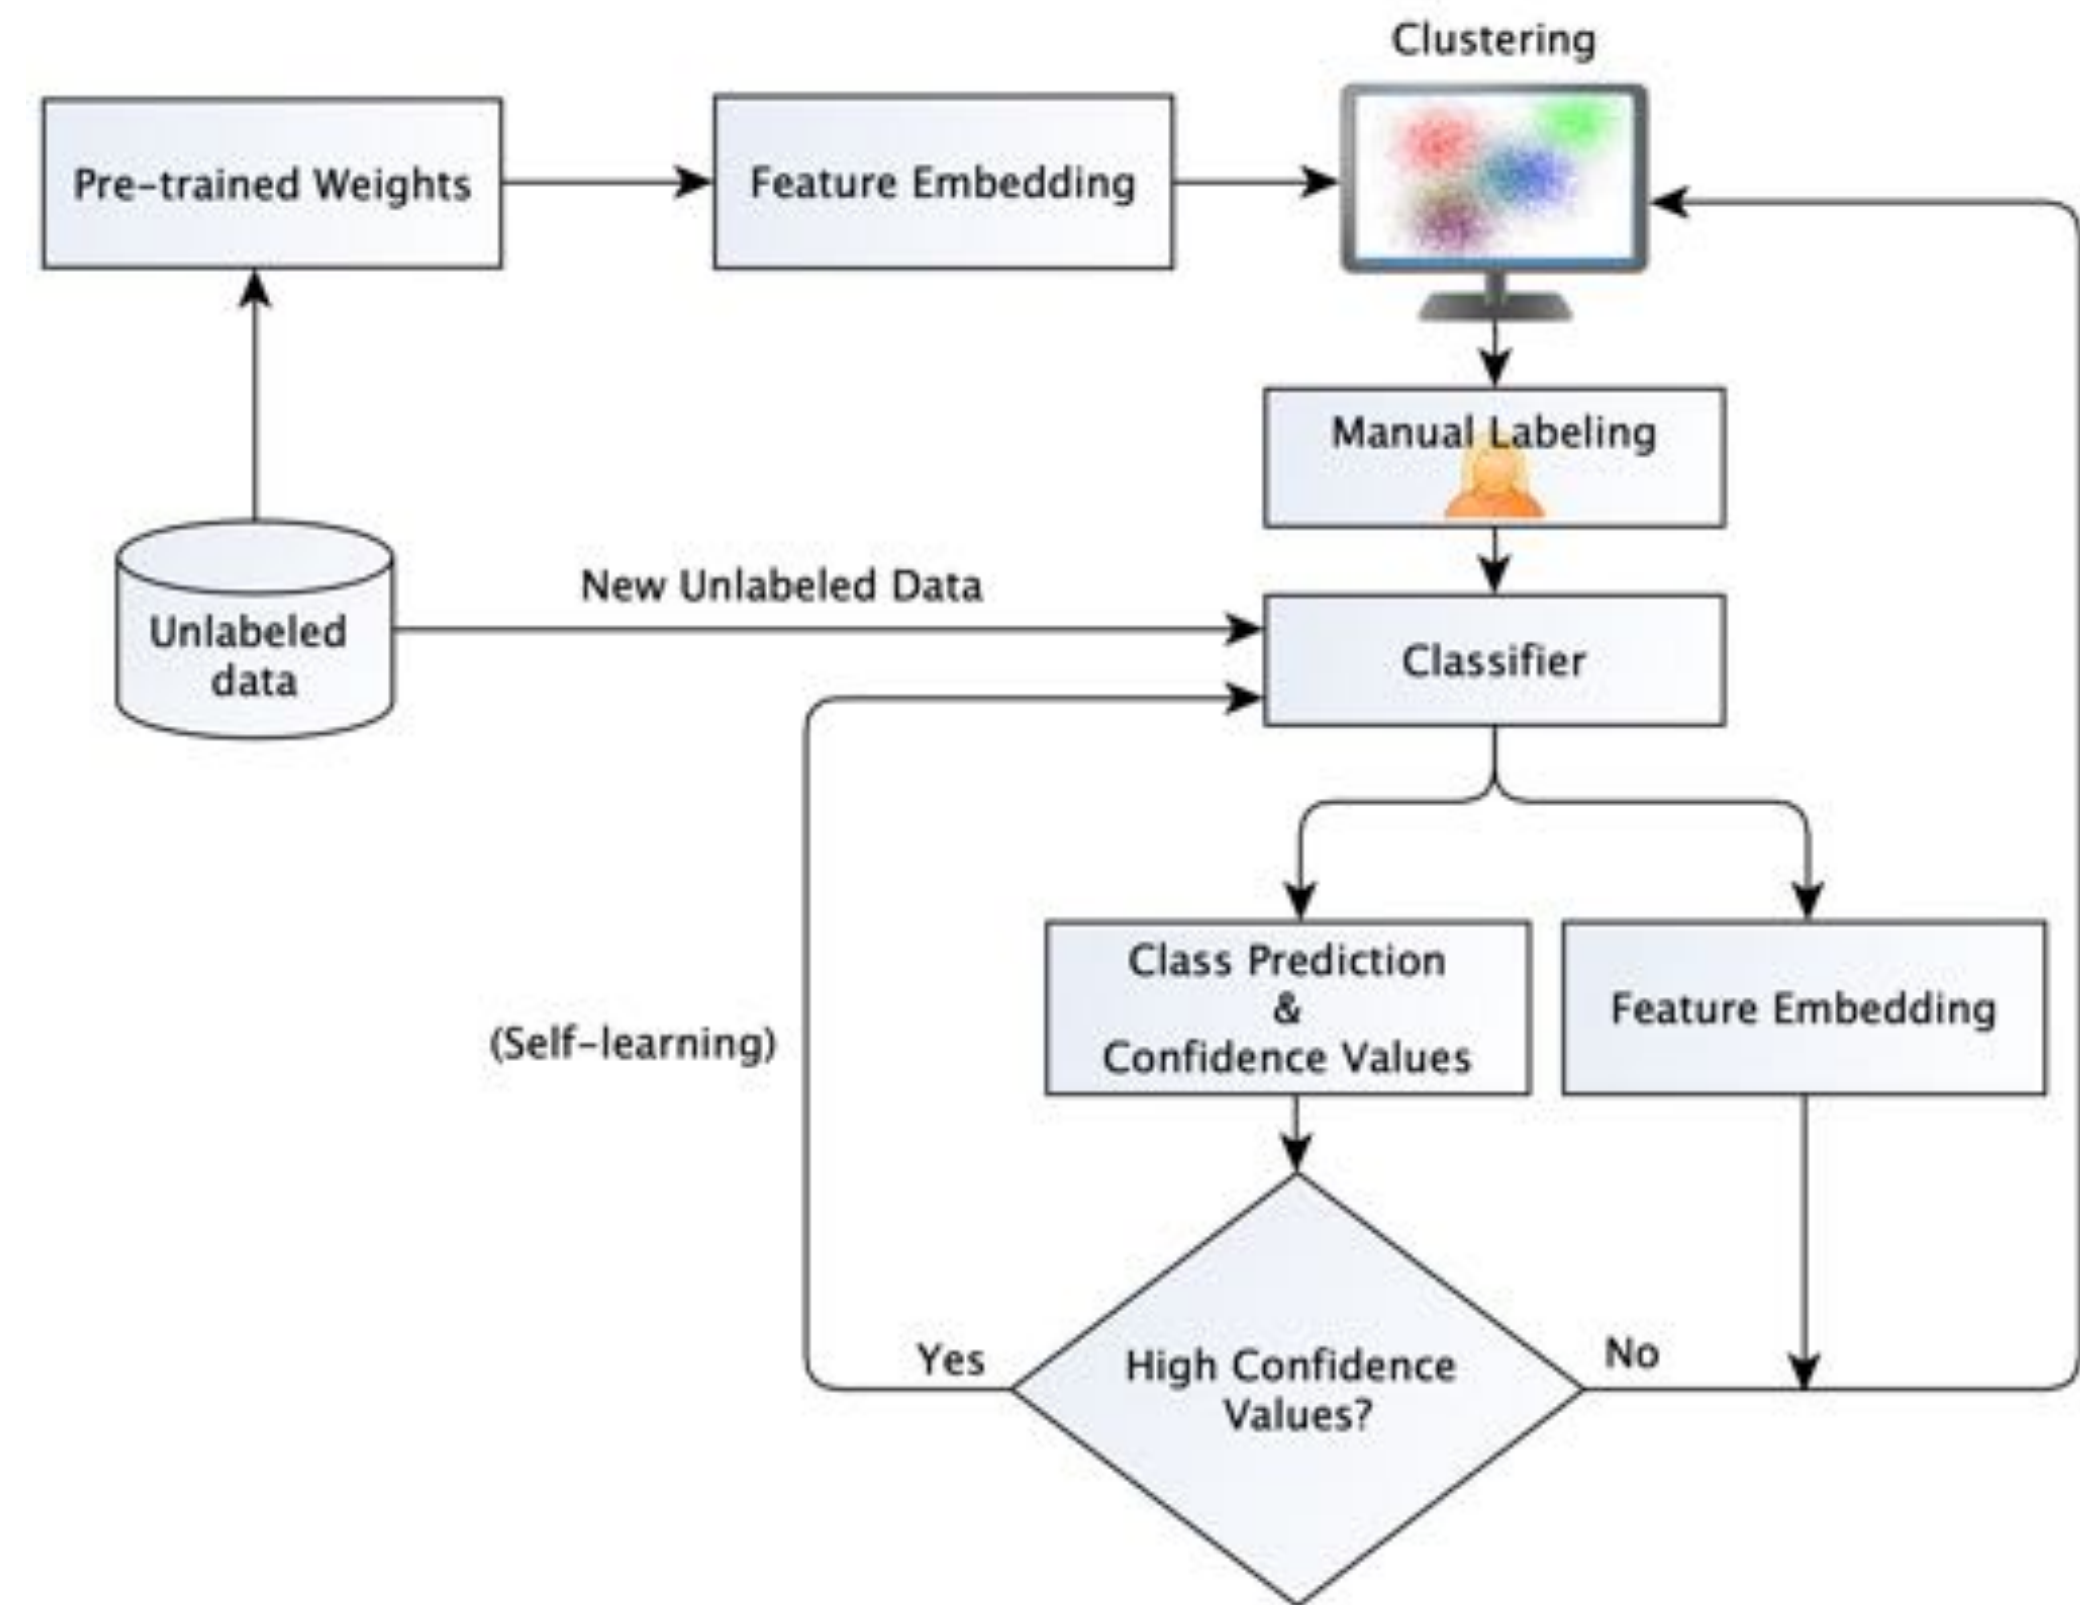 Clustering
Pre-trained Weights
Feature Embedding
Manual Labeling
New Unlabeled Data
Unlabeled
data
Classifier
Class Prediction
&
Confidence Values
Feature Embedding
(Self-learning)
Yes
High Confidence
Values?
No